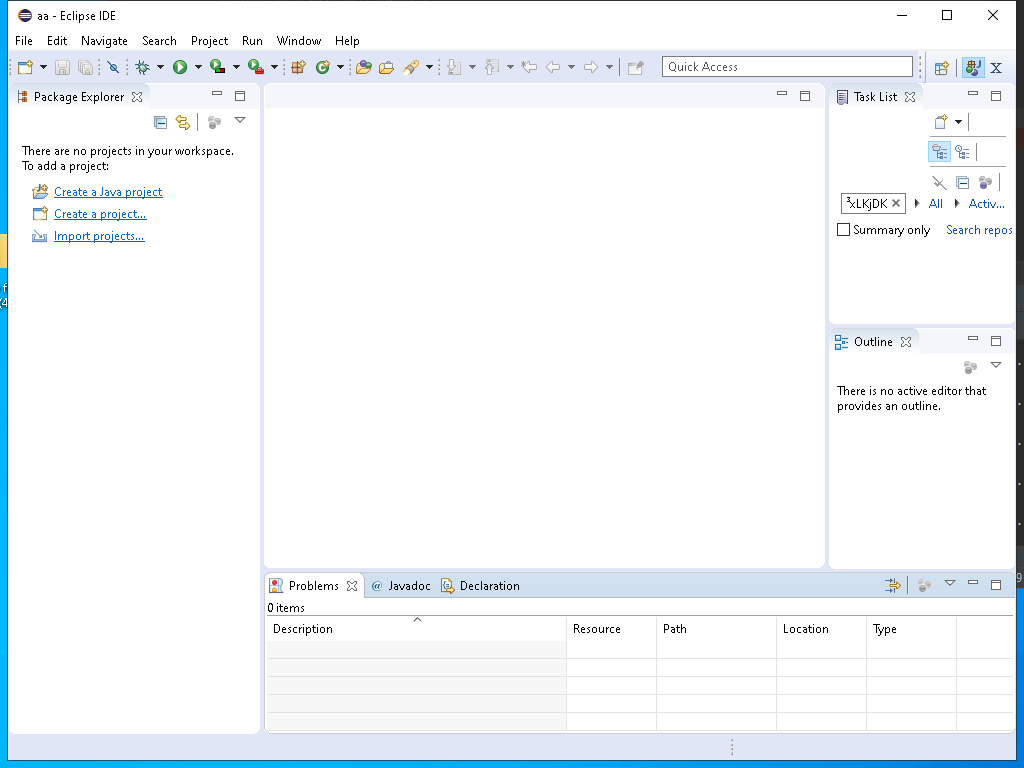 aa - Eclipse IDE
File Edit Navigate Search Project Run Window Help
Quick Access
Package Explorer
There are no projects in your workspace.
To add a project:
Create a Java project
Create a project...
Import projects...
Task List
All
Activ...
Summary only
Search repos
Outline
There is no active editor that
provides an outline.
Problems @ Javadoc Declaration
0 items
Description Resource Path Location Type